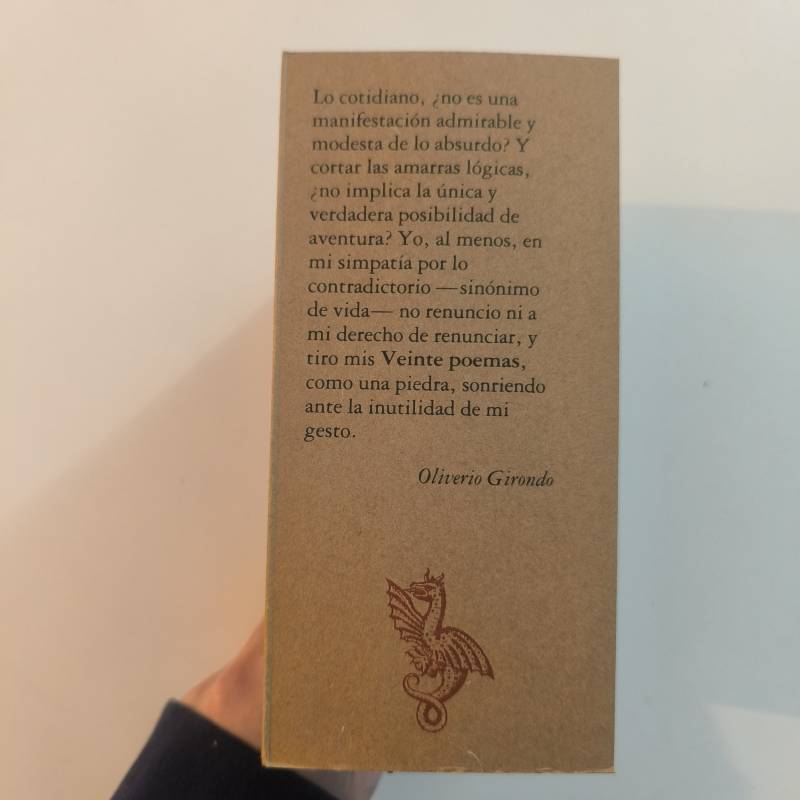 Lo cotidiano, ¿no es una
manifestación admirable y
modesta de lo absurdo? Y
cortar las amarras lógicas,
¿no implica la única y
verdadera posibilidad de
aventura? Yo, al menos, en
mi simpatía por lo
contradictorio —sinónimo
de vida— no renuncio ni a
mi derecho de renunciar, y
tiro mis Veinte poemas,
como una piedra, sonriendo
ante la inutilidad de mi
gesto.
Oliverio Girondo